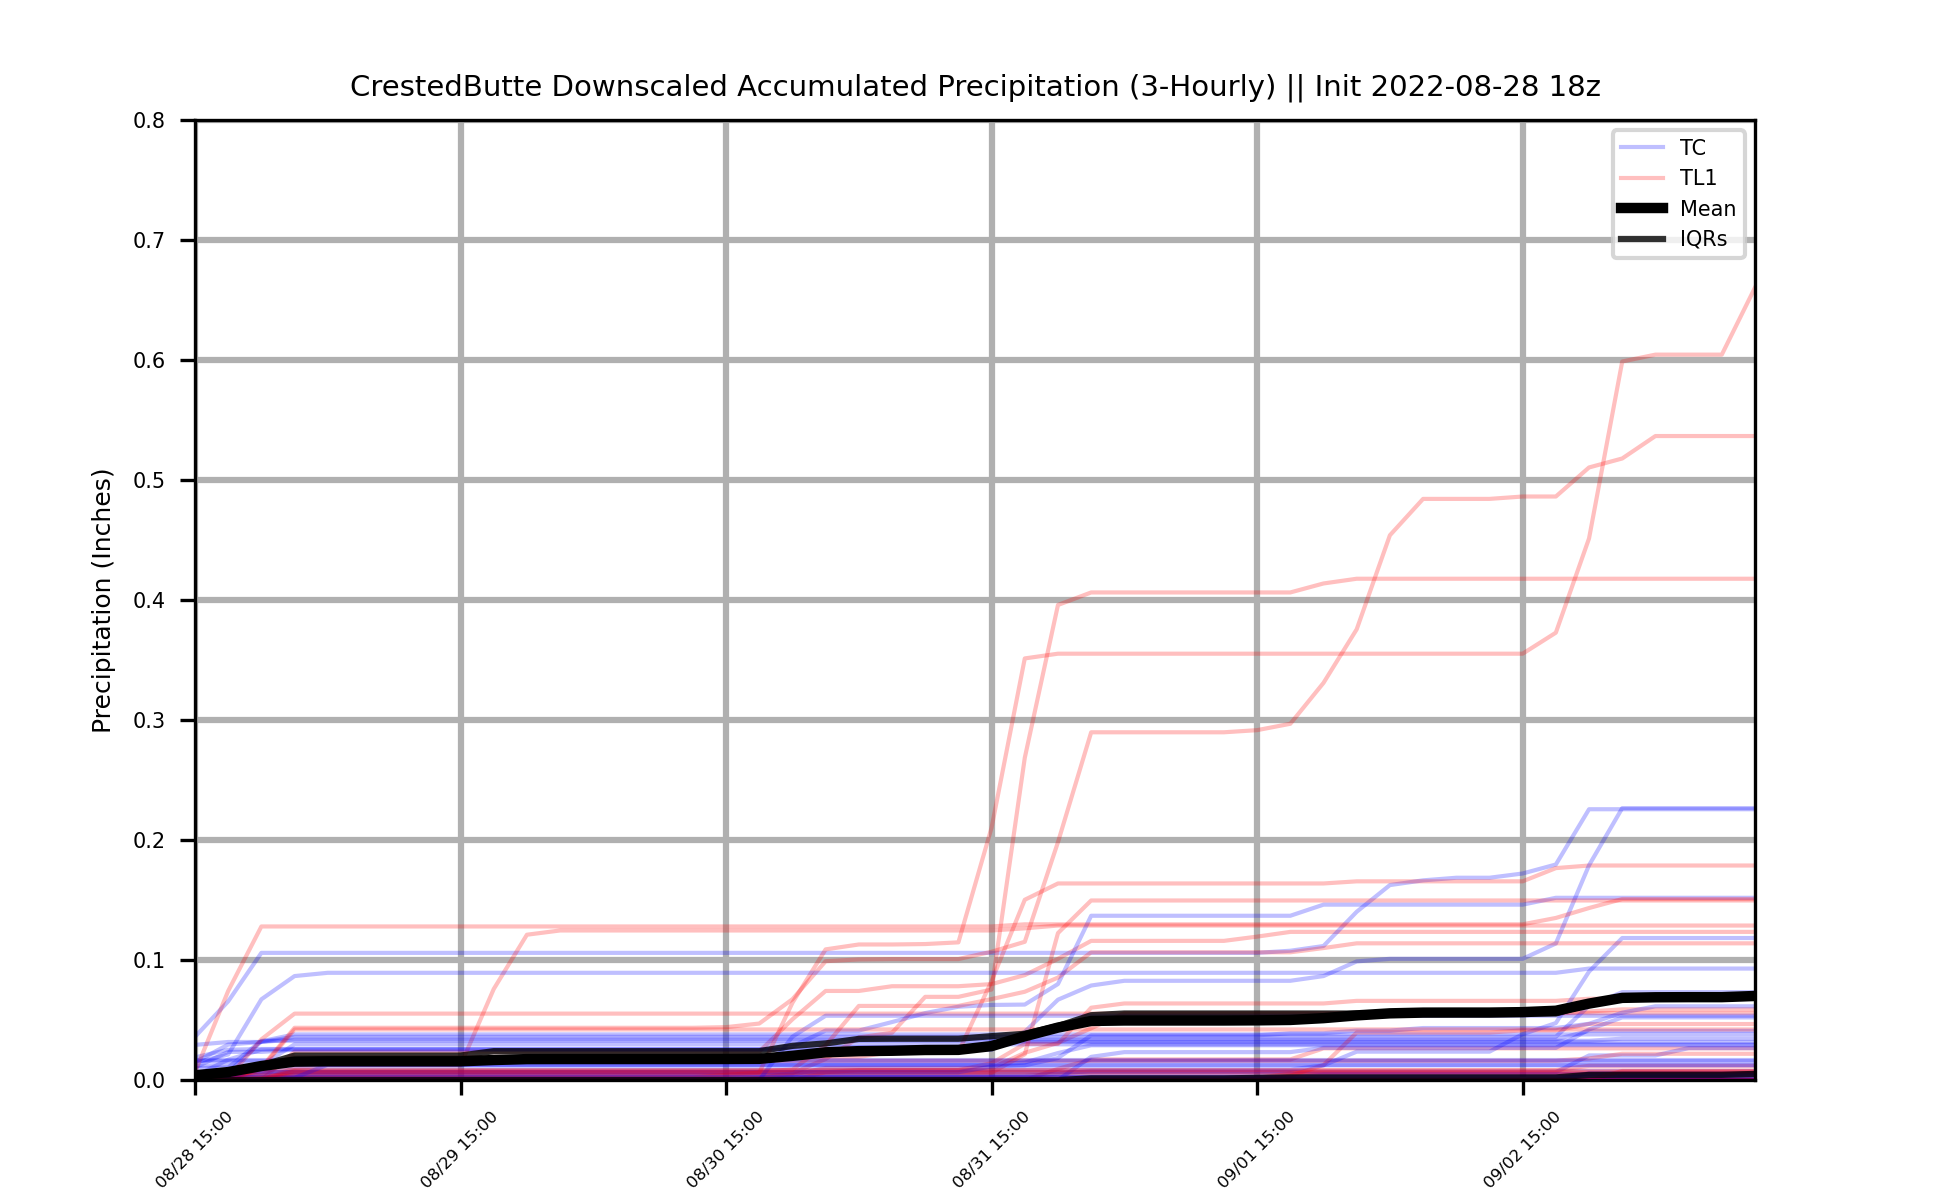 CrestedButte Downscaled Accumulated Precipitation (3-Hourly) || Init 2022-08-28 18z
TC
TL1
Mean
IQRs
Precipitation (Inches)
0.8
0.7
0.6
0.5
0.4
0.3
0.2
0.1
0.0
08/28 15:00
08/29 15:00
08/30 15:00
08/31 15:00
09/01 15:00
09/02 15:00